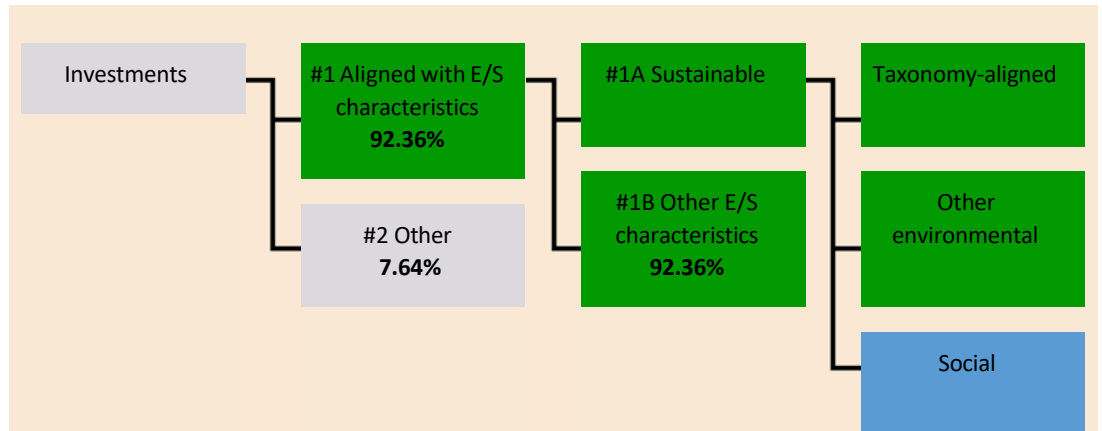 Investments
#1 Aligned with E/S
characteristics
92.36%
#2 Other
7.64%
#1A Sustainable
#1B Other E/S
characteristics
92.36%
Taxonomy-aligned
Other
environmental
Social